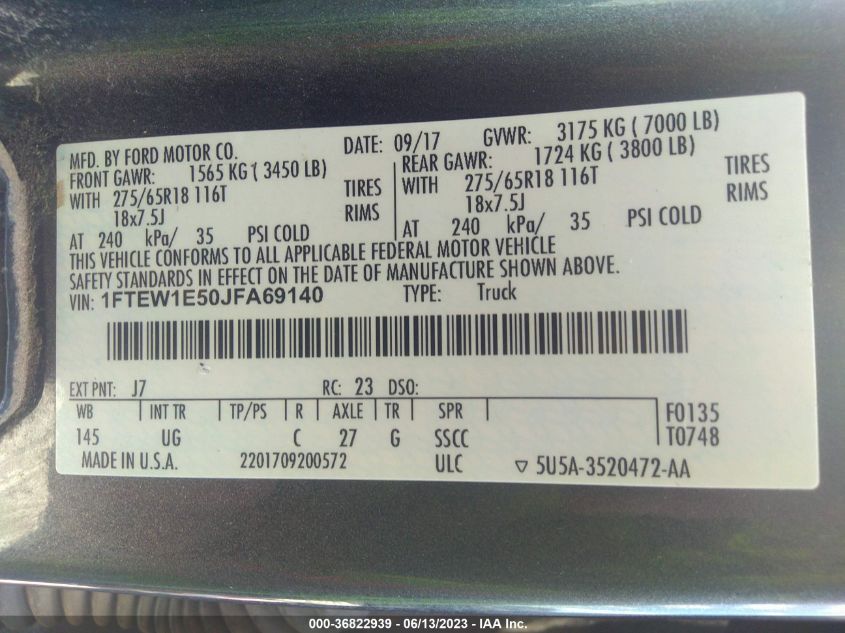 MFD. BY FORD MOTOR CO. DATE: 09/17 GVWR: 3175 KG ( 7000 LB)
FRONT GAWR: 1565 KG ( 3450 LB) REAR GAWR: 1724 KG ( 3800 LB)
WITH 275/65R18 116T TIRES WITH 275/65R18 116T TIRES
18x7.5J RIMS 18x7.5J RIMS
AT 240 kPa/ 35 PSI COLD AT 240 kPa/ 35 PSI COLD
THIS VEHICLE CONFORMS TO ALL APPLICABLE FEDERAL MOTOR VEHICLE
SAFETY STANDARDS IN EFFECT ON THE DATE OF MANUFACTURE SHOWN ABOVE.
VIN: 1FTEW1E50JFA69140 TYPE: Truck
EXT PNT: J7 RC: 23 DSO:
WB INT TR TP/PS R AXLE TR SPR F0135
145 UG C 27 G SSCC T0748
MADE IN U.S.A. 2201709200572 ULC ▽ 5U5A-3520472-AA
000-36822939 - 06/13/2023 - IAA Inc.